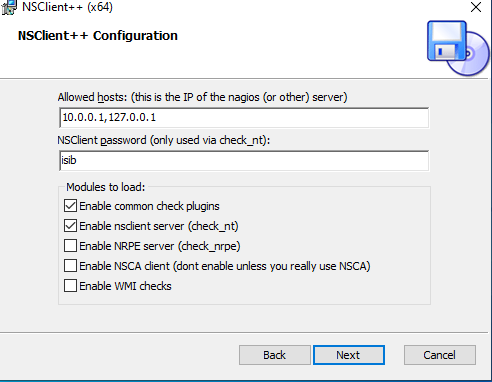 NSClient++ (x64)
NSClient++ Configuration
Allowed hosts: (this is the IP of the nagios (or other) server)
10.0.0.1,127.0.0.1
NSClient password (only used via check_nt):
isib
Modules to load:
Enable common check plugins
Enable nsclient server (check_nt)
Enable NRPE server (check_nrpe)
Enable NSCA client (dont enable unless you really use NSCA)
Enable WMI checks
Back Next Cancel